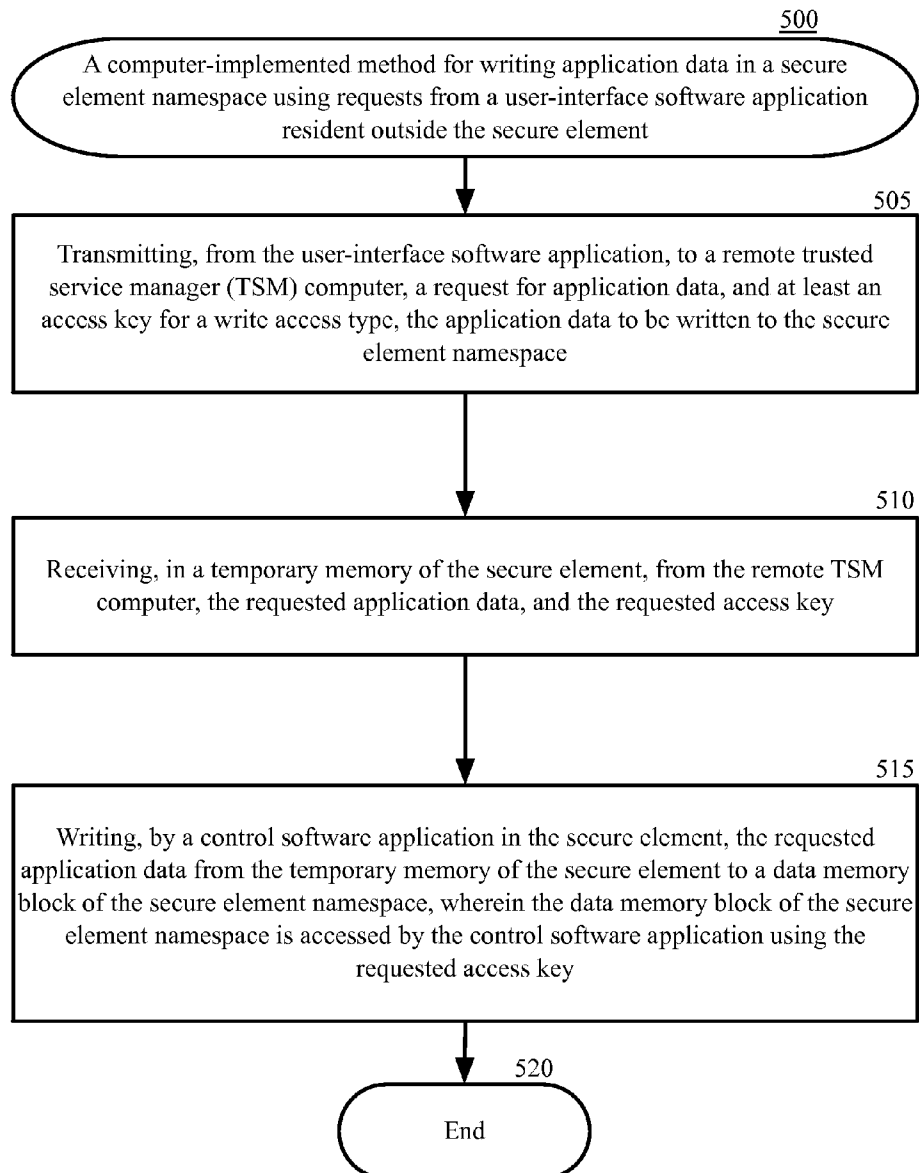 500
A computer-implemented method for writing application data in a secure
element namespace using requests from a user-interface software application
resident outside the secure element
505
Transmitting, from the user-interface software application, to a remote trusted
service manager (TSM) computer, a request for application data, and at least an
access key for a write access type, the application data to be written to the secure
element namespace
510
Receiving, in a temporary memory of the secure element, from the remote TSM
computer, the requested application data, and the requested access key
515
Writing, by a control software application in the secure element, the requested
application data from the temporary memory of the secure element to a data memory
block of the secure element namespace, wherein the data memory block of the secure
element namespace is accessed by the control software application using the
requested access key
520
End